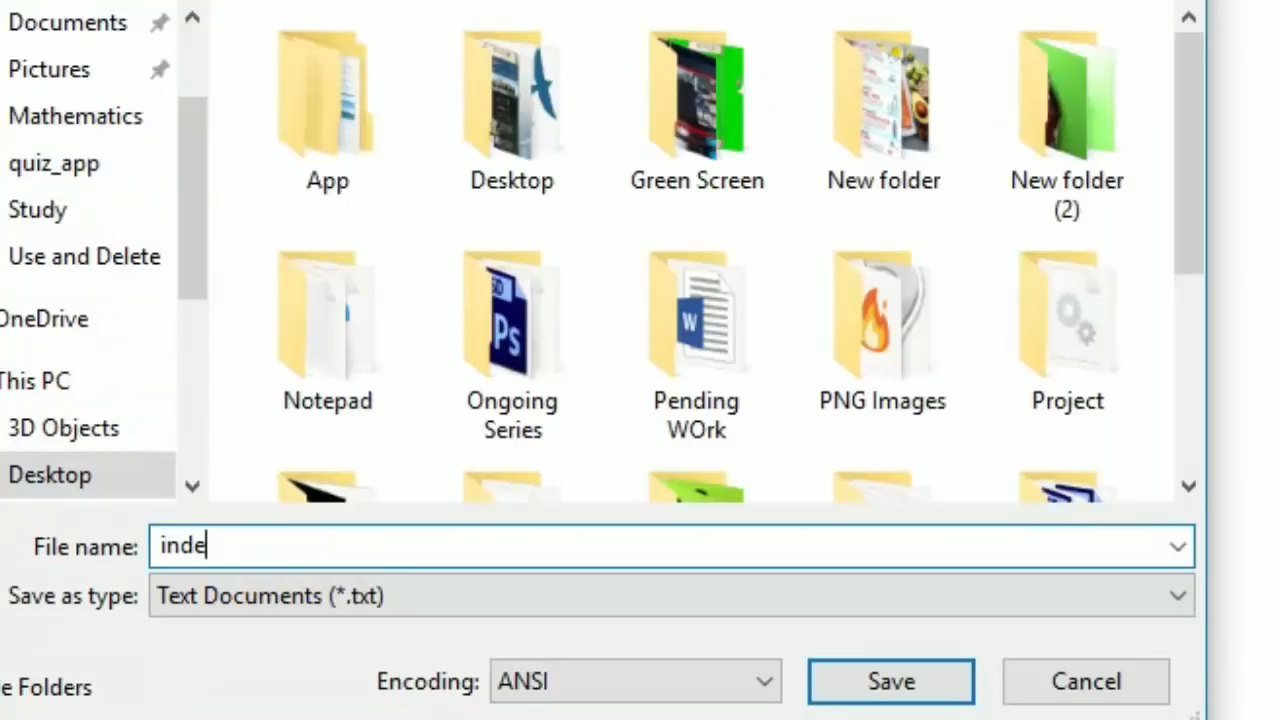 Documents
Pictures
Mathematics
quiz_app
Study
Use and Delete
OneDrive
This PC
3D Objects
Desktop
App
Desktop
Green Screen
New folder
New folder
(2)
Notepad
Ongoing
Series
Pending
WOrk
PNG Images
Project
File name: inde
Save as type: Text Documents (*.txt)
e Folders
Encoding: ANSI
Save
Cancel